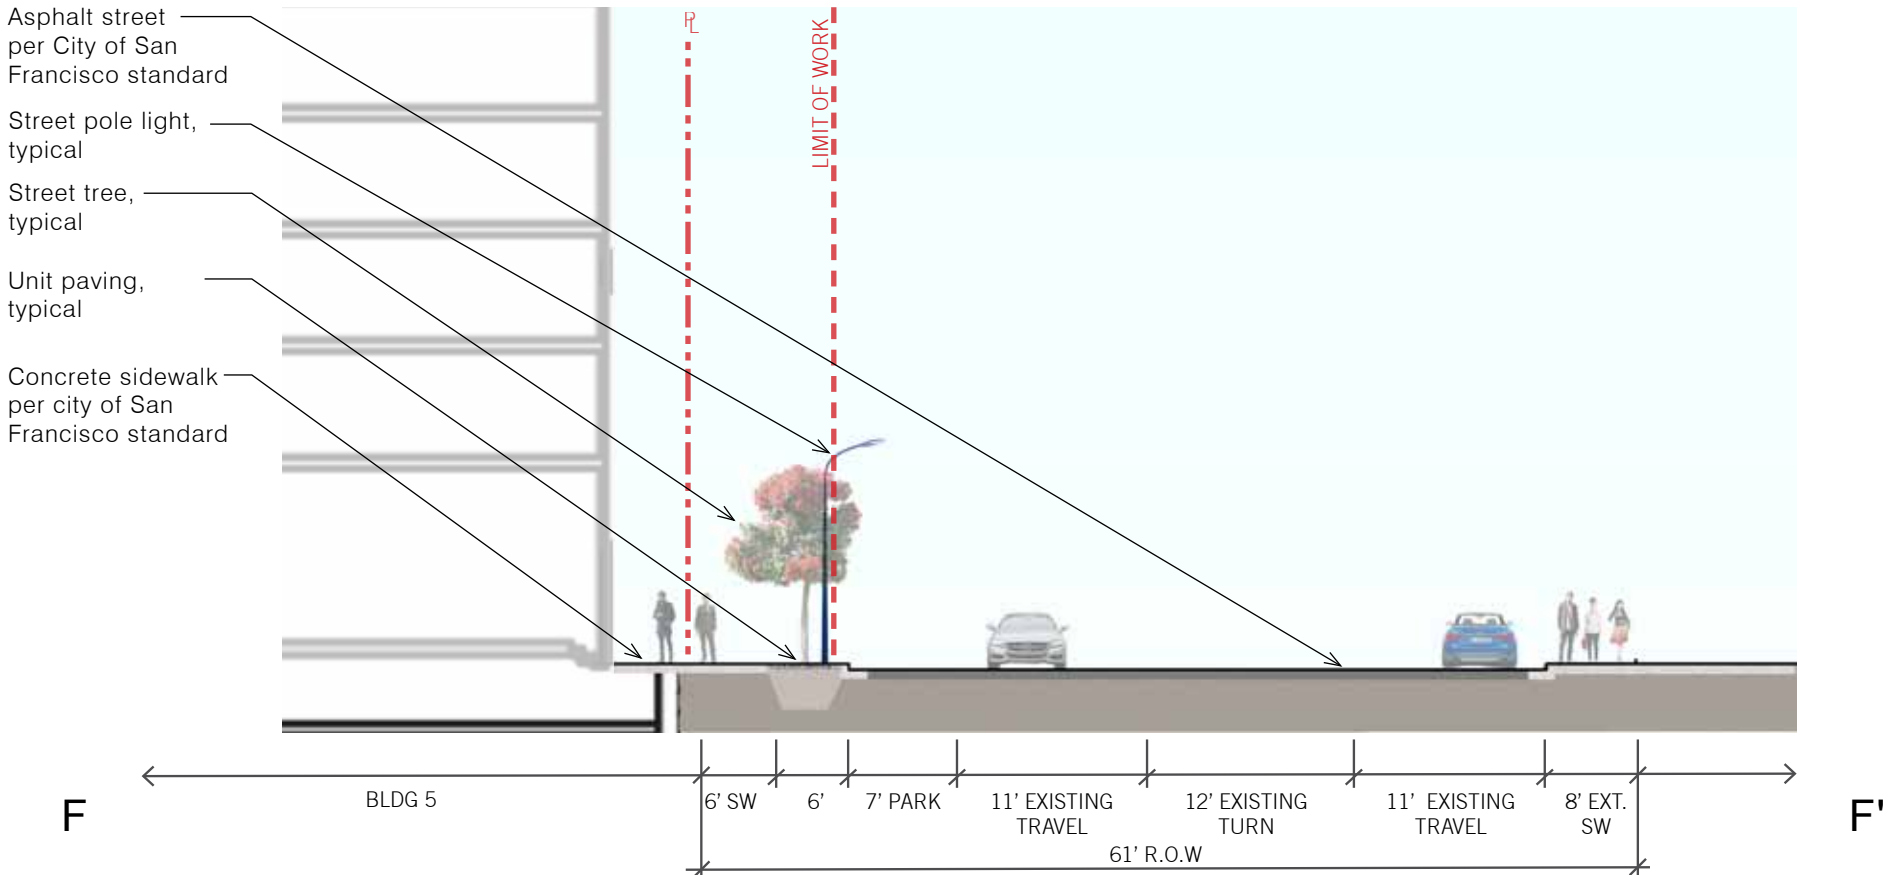 Asphalt street
per City of San
Francisco standard
Street pole light,
typical
Street tree,
typical
Unit paving,
typical
Concrete sidewalk
per city of San
Francisco standard
PL
LIMIT OF WORK
F
BLDG 5
6’ SW
6’
7’ PARK
11’ EXISTING
TRAVEL
12’ EXISTING
TURN
11’ EXISTING
TRAVEL
8’ EXT.
SW
F'
61’ R.O.W